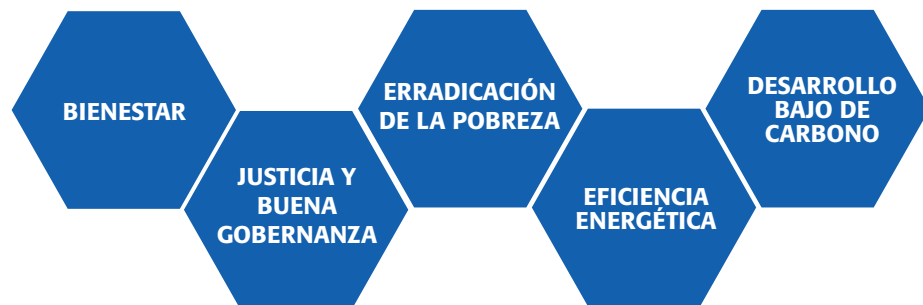 BIENESTAR
JUSTICIA Y
BUENA
GOBERNANZA
ERRADICACIÓN
DE LA POBREZA
EFICIENCIA
ENERGÉTICA
DESARROLLO
BAJO DE
CARBONO